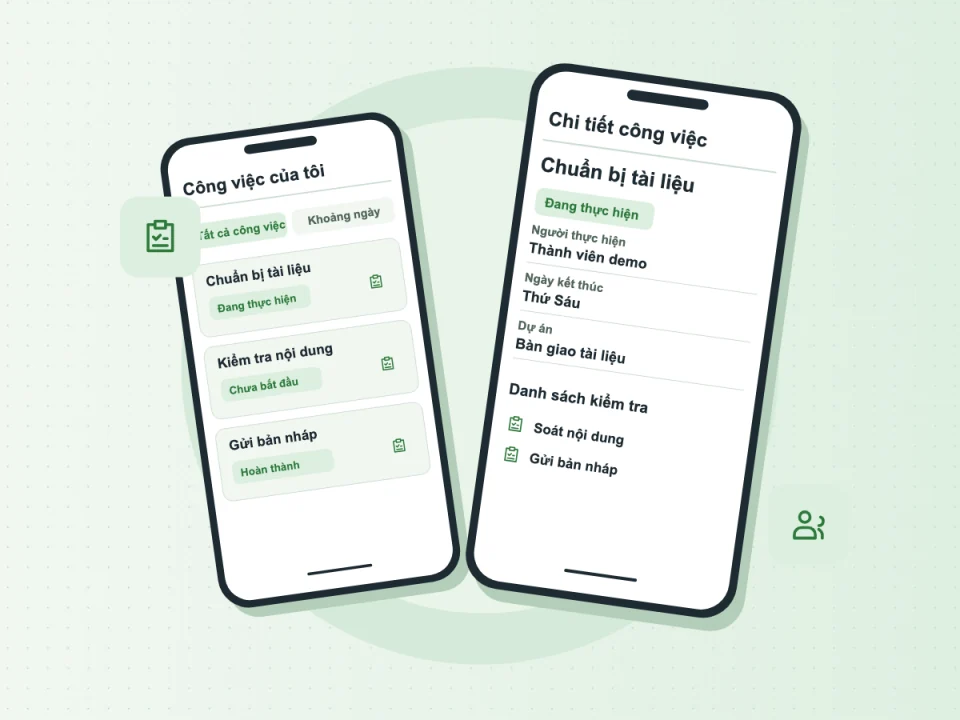 Công việc của tôi
Tất cả công việc
Khoảng ngày
Chuẩn bị tài liệu
Đang thực hiện
Kiểm tra nội dung
Chưa bắt đầu
Gửi bản nháp
Hoàn thành
Chi tiết công việc
Chuẩn bị tài liệu
Đang thực hiện
Người thực hiện
Thành viên demo
Ngày kết thúc
Thứ Sáu
Dự án
Bàn giao tài liệu
Danh sách kiểm tra
Soát nội dung
Gửi bản nháp